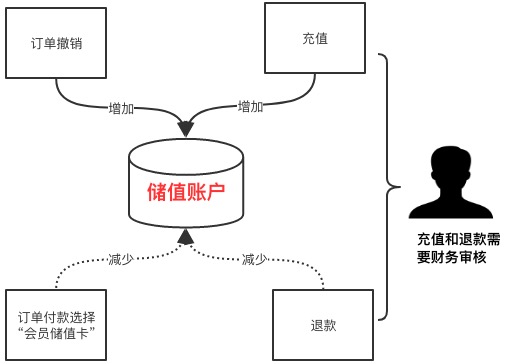 订单撤销
充值
增加
增加
储值账户
充值和退款需
要财务审核
减少
减少
订单付款选择
“会员储值卡”
退款